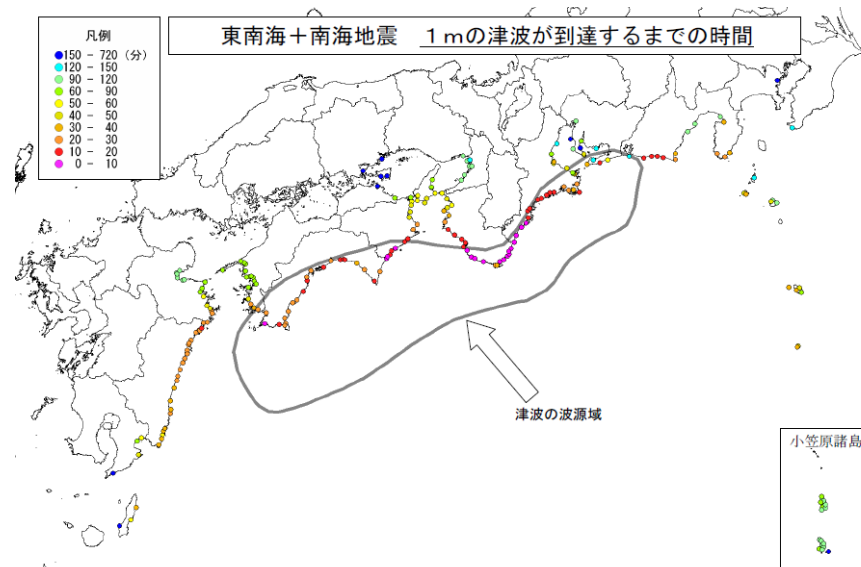 東南海+南海地震 1mの津波が到達するまでの時間
凡例
150 - 720 (分)
120 - 150
90 - 120
60 - 90
50 - 60
40 - 50
30 - 40
20 - 30
10 - 20
0 - 10
津波の波源域
小笠原諸島